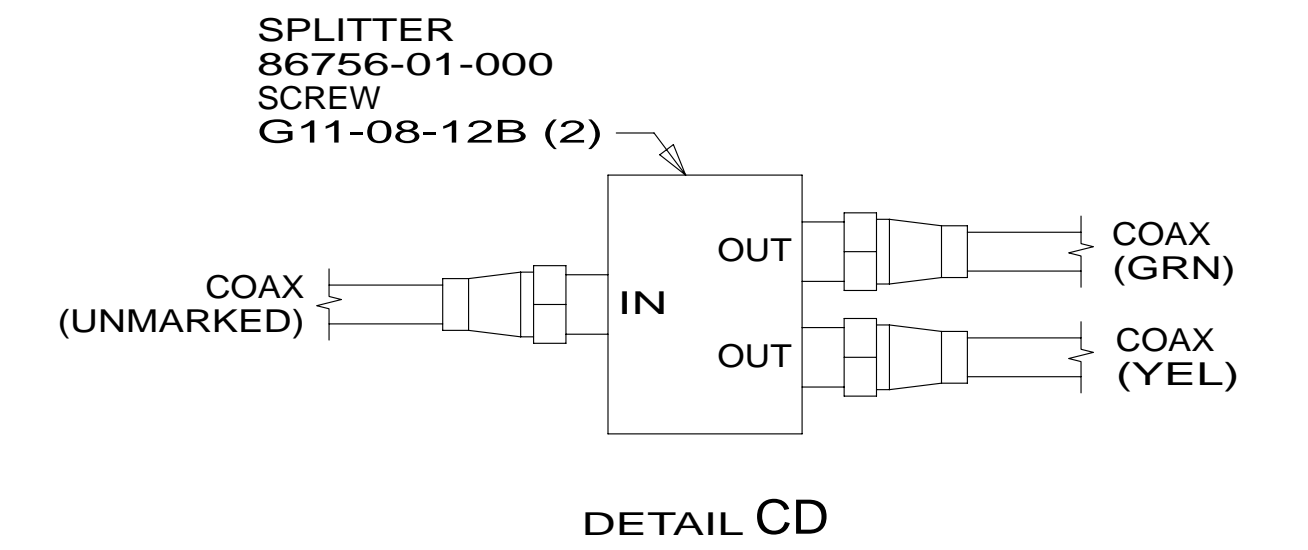 SPLITTER
86756-01-000
SCREW
G11-08-12B (2)
COAX
(UNMARKED)
IN
OUT
OUT
COAX
(GRN)
COAX
(YEL)
DETAIL CD